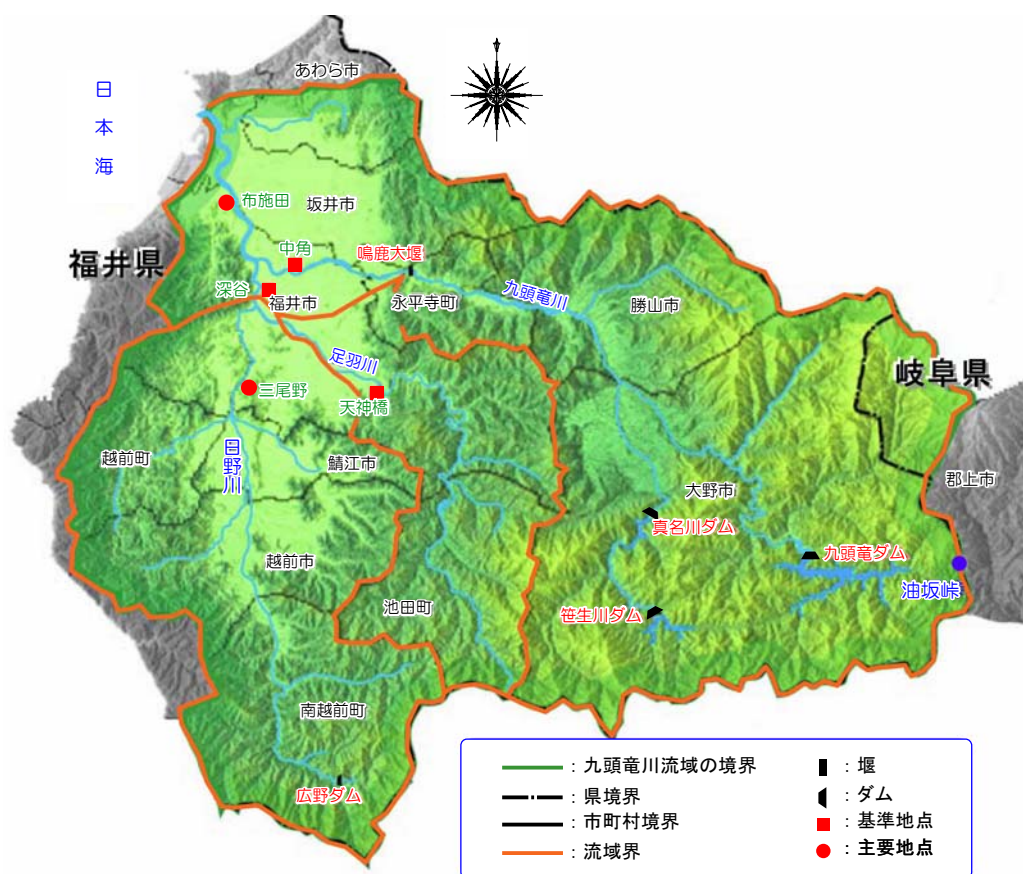 あわら市
日本海
布施田
坂井市
中角
鳴鹿大堰
福井県
深谷
福井市
永平寺町
九頭竜川
勝山市
足羽川
岐阜県
三尾野
天神橋
越前町
日野川
鯖江市
大野市
郡上市
真名川ダム
九頭竜ダム
越前市
油坂峠
池田町
笹生川ダム
南越前町
広野ダム
：九頭竜川流域の境界
：県境界
：市町村境界
：流域界
：堰
：ダム
：基準地点
：主要地点